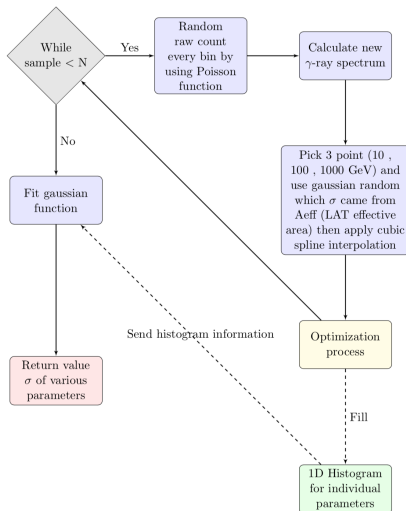 While
sample < N
Yes
Random
raw count
every bin by
using Poisson
function
Calculate new
γ-ray spectrum
No
Pick 3 point (10 ,
100 , 1000 GeV) and
use gaussian random
which σ came from
Aeff (LAT effective
area) then apply cubic
spline interpolation
Fit gaussian
function
Send histogram information
Optimization
process
Return value
σ of various
parameters
Fill
1D Histogram
for individual
parameters